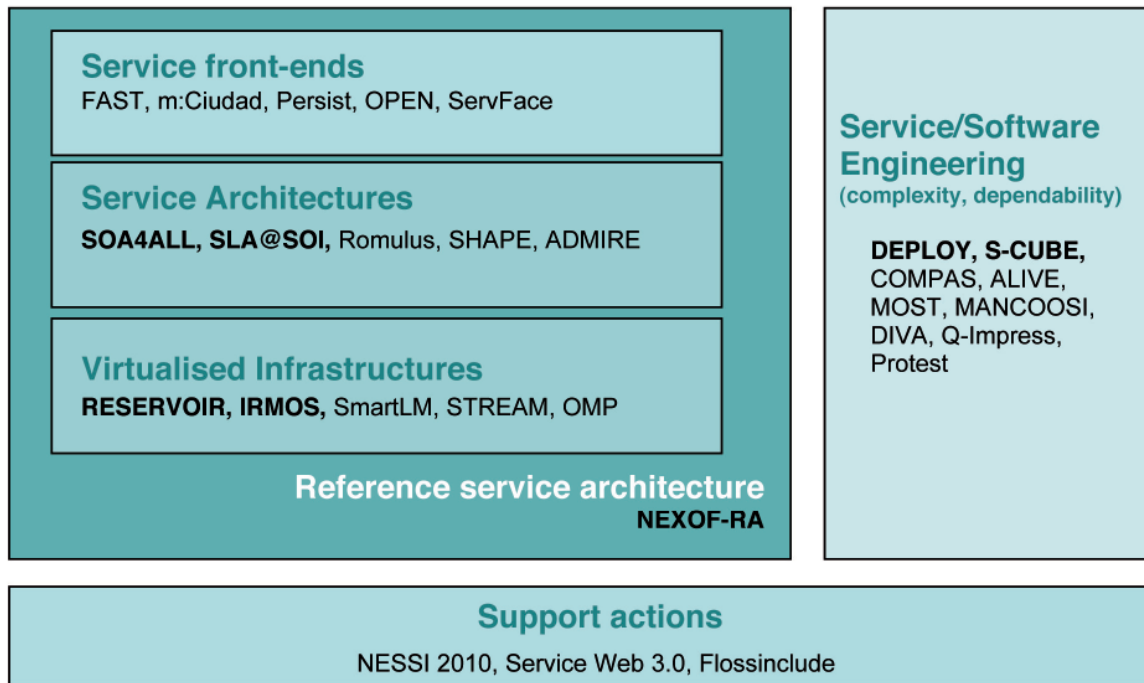 Service front-ends
FAST, m:Ciudad, Persist, OPEN, ServFace
Service Architectures
SOA4ALL, SLA@SOI, Romulus, SHAPE, ADMIRE
Virtualised Infrastructures
RESERVOIR, IRMOS, SmartLM, STREAM, OMP
Reference service architecture
NEXOF-RA
Service/Software
Engineering
(complexity, dependability)
DEPLOY, S-CUBE,
COMPAS, ALIVE,
MOST, MANCOOSI,
DIVA, Q-Impress,
Protest
Support actions
NESSI 2010, Service Web 3.0, Flossinclude